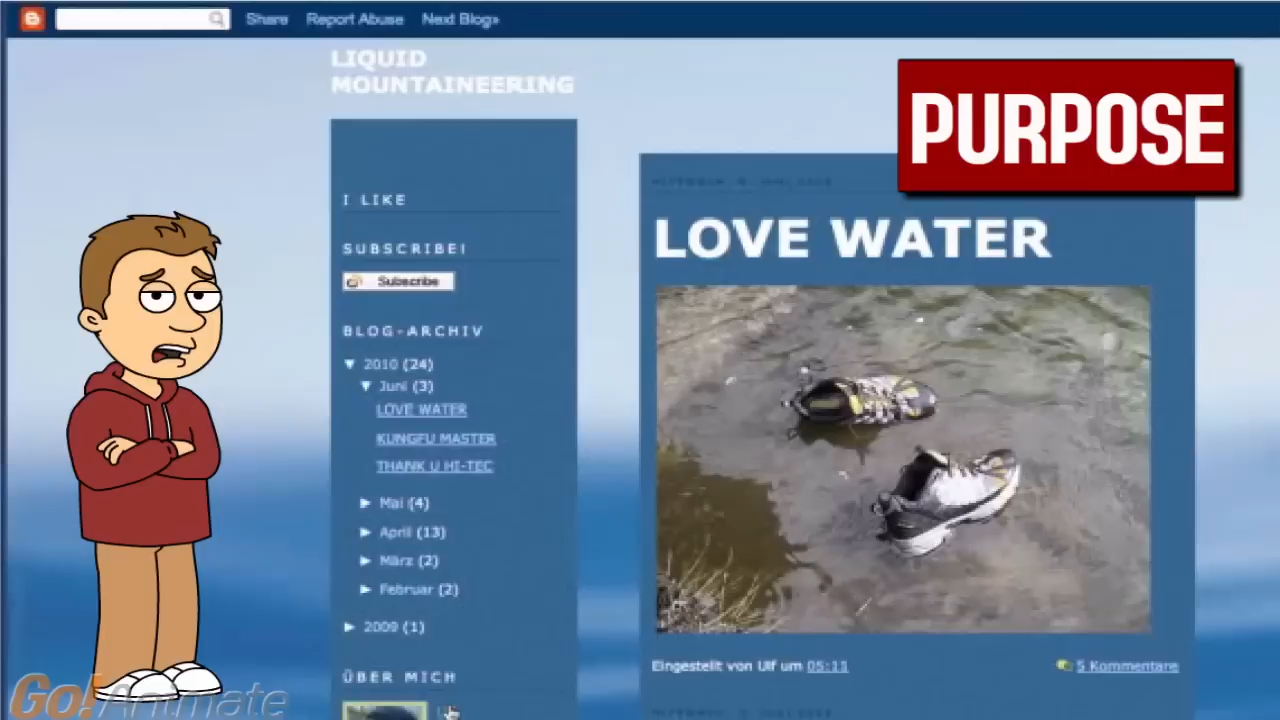 Share Report Abuse Next Blog»
LIQUID
MOUNTAINEERING
PURPOSE
I LIKE
SUBSCRIBE!
Subscribe
BLOG-ARCHIV
▼ 2010 (24)
▼ Juni (3)
LOVE WATER
KUNGFU MASTER
THANK U HI-TEC
► Mai (4)
► April (13)
► März (2)
► Februar (2)
► 2009 (1)
ÜBER MICH
LOVE WATER
Eingestellt von Ulf um 05:11
5 Kommentare
Go!Animate